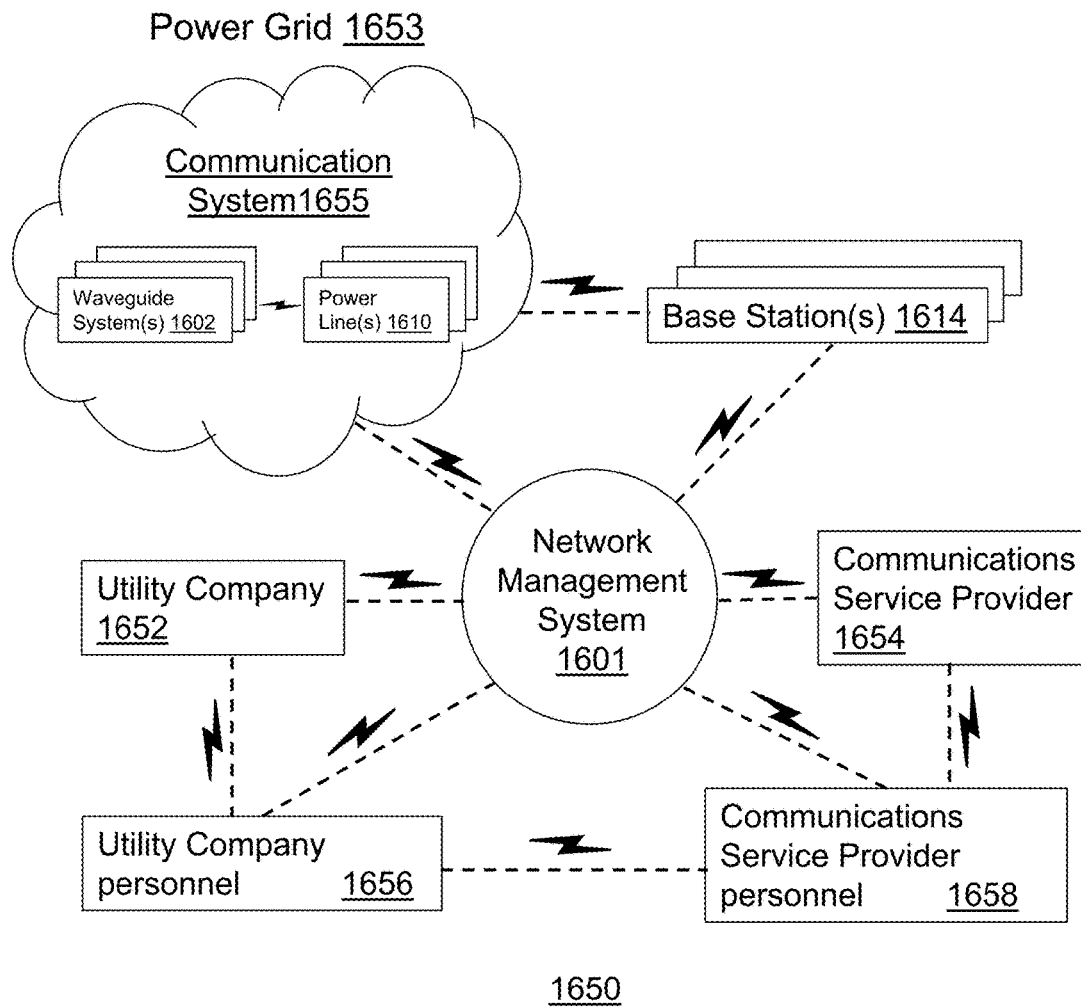 Power Grid 1653
Communication
System1655
Waveguide
System(s) 1602
Power
Line(s) 1610
Base Station(s) 1614
Network
Management
System
1601
Utility Company
1652
Communications
Service Provider
1654
Utility Company
personnel 1656
Communications
Service Provider
personnel 1658
1650